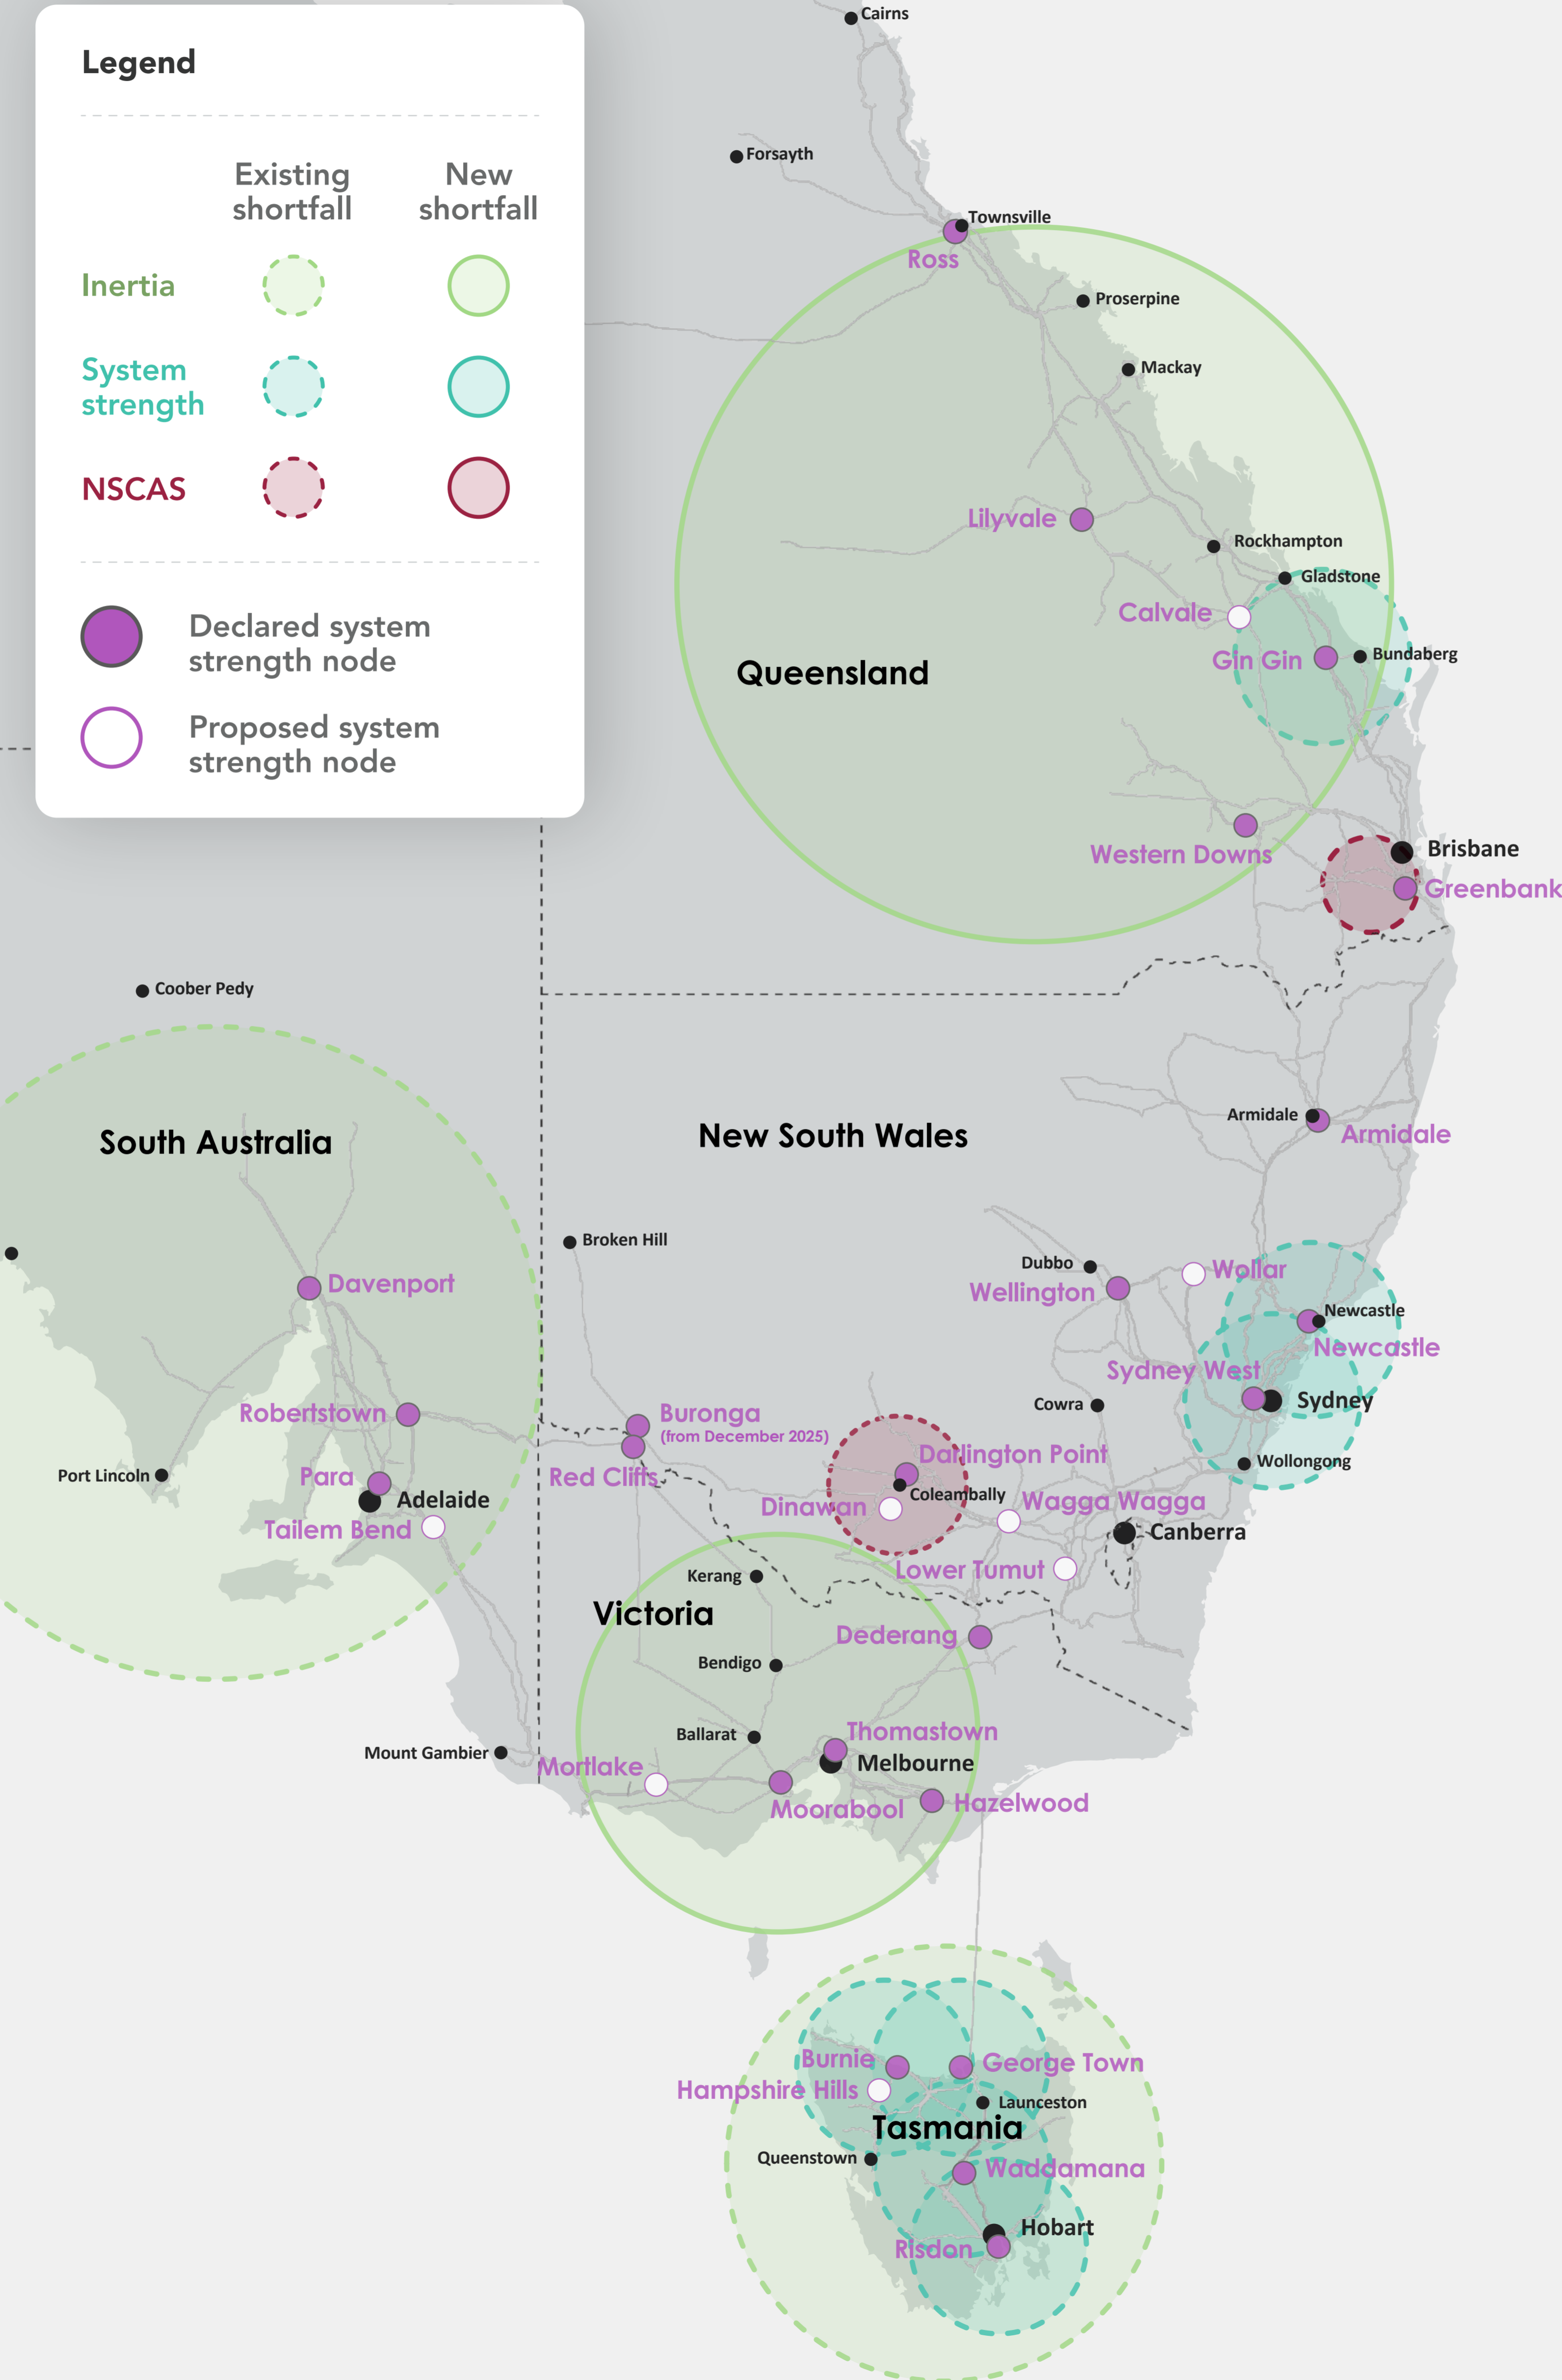 Legend
Existing
shortfall
New
shortfall
Inertia
System
strength
NSCAS
Declared system
strength node
Proposed system
strength node
Cairns
Forsayth
Townsville
Ross
Proserpine
Mackay
Lilyvale
Rockhampton
Gladstone
Calvale
Gin Gin
Bundaberg
Queensland
Western Downs
Brisbane
Greenbank
Coober Pedy
South Australia
New South Wales
Armidale
Armidale
Broken Hill
Dubbo
Wollar
Wellington
Davenport
Newcastle
Newcastle
Sydney West
Sydney
Cowra
Robertstown
Buronga
(from December 2025)
Red Cliffs
Darlington Point
Coleambally
Dinawan
Wagga Wagga
Wollongong
Port Lincoln
Para
Adelaide
Tailem Bend
Canberra
Lower Tumut
Kerang
Victoria
Dederang
Bendigo
Ballarat
Thomastown
Melbourne
Mount Gambier
Mortlake
Moorabool
Hazelwood
Burnie
George Town
Hampshire Hills
Launceston
Tasmania
Queenstown
Waddamana
Hobart
Risdon